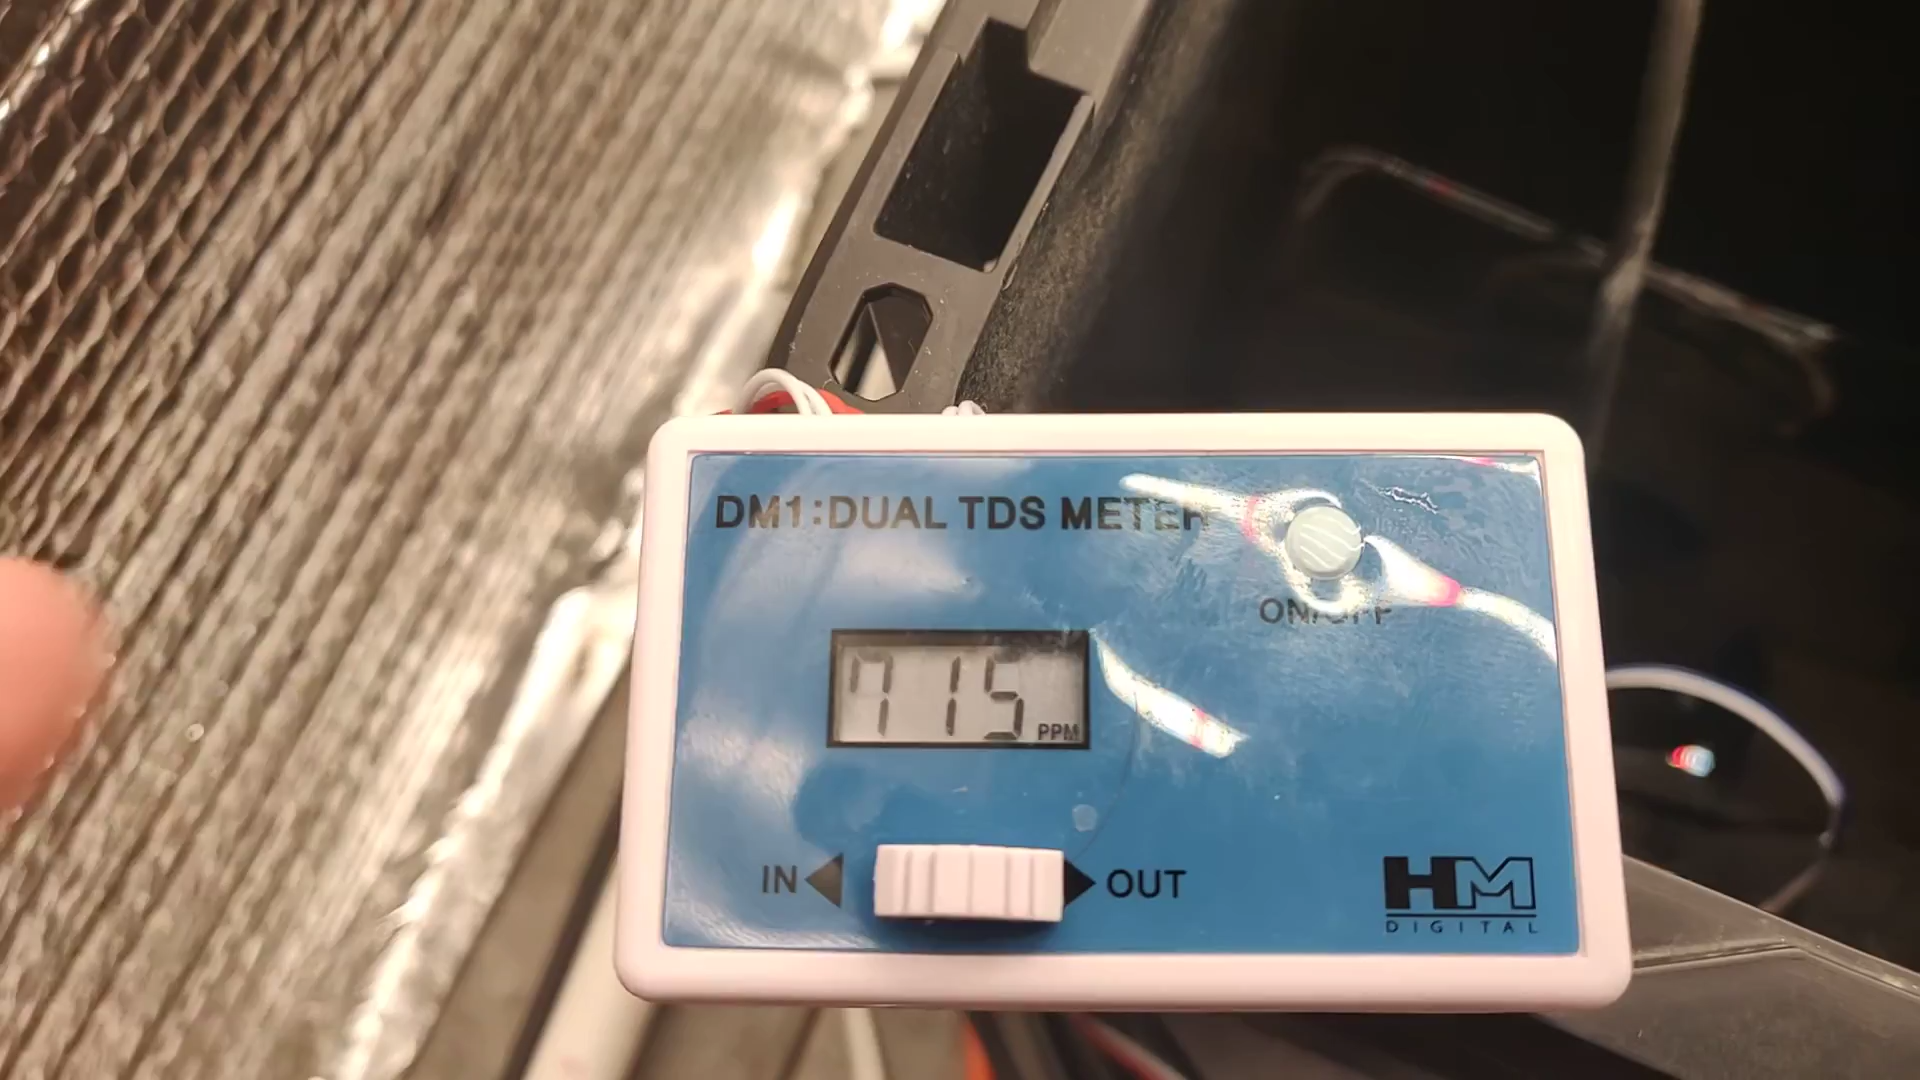 DM1:DUAL TDS METER
ON/OFF
715 PPM
IN OUT
HM
DIGITAL